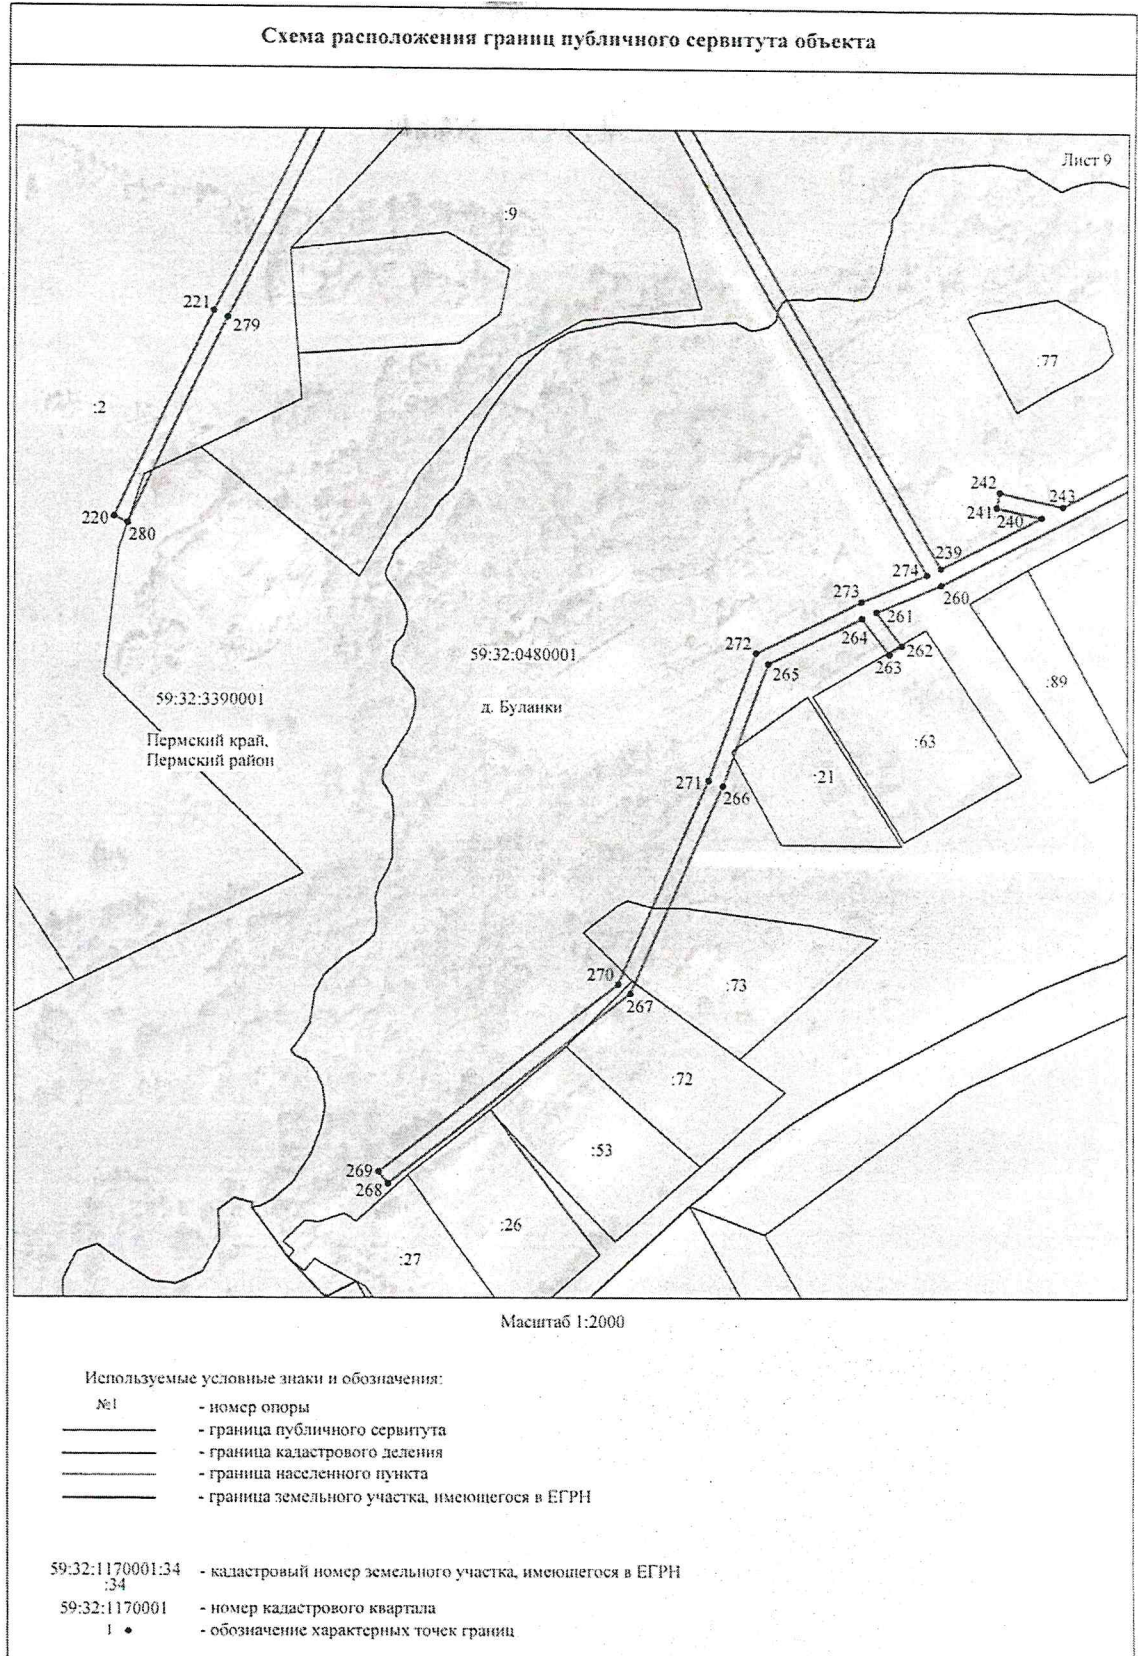 Схема расположения границ публичного сервитута объекта
Лист 9
:9
221
279
:77
:2
242
243
220
241
240
280
239
274
260
273
261
264
262
272
263
59:32:0480001
265
:89
59:32:3390001
д. Буланки
:63
Пермский край,
Пермский район
:21
271
266
270
:73
267
:72
:53
269
268
:26
:27
Масштаб 1:2000
Используемые условные знаки и обозначения:
№1 - номер опоры
- граница публичного сервитута
- граница кадастрового деления
- граница населенного пункта
- граница земельного участка, имеющегося в ЕГРН
59:32:1170001:34 - кадастровый номер земельного участка, имеющегося в ЕГРН
:34
59:32:1170001 - номер кадастрового квартала
1 - обозначение характерных точек границ